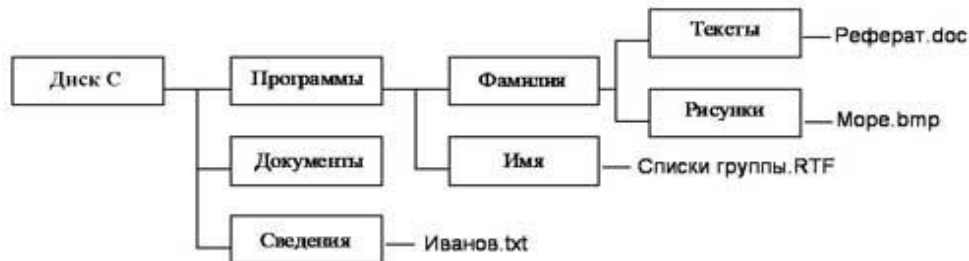 Тексты
Реферат.doc
Диск С
Программы
Фамилия
Рисунки
Море.bmp
Документы
Имя
Списки группы.RTF
Сведения
Иванов.txt